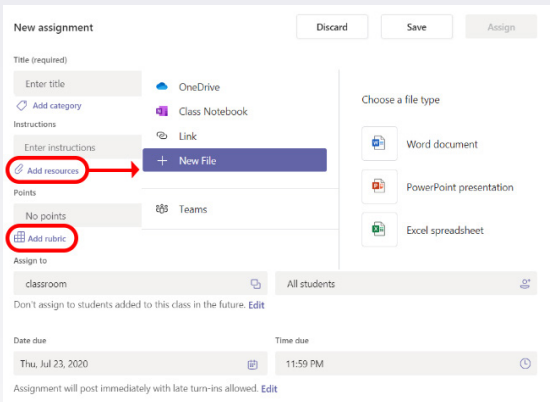 New assignment
Discard
Save
Assign
Title (required)
Enter title
Add category
Instructions
Enter instructions
Add resources
Points
No points
Add rubric
OneDrive
Class Notebook
Link
New File
Teams
Choose a file type
Word document
PowerPoint presentation
Excel spreadsheet
Assign to
classroom
All students
Don't assign to students added to this class in the future. Edit
Date due
Time due
Thu, Jul 23, 2020
11:59 PM
Assignment will post immediately with late turn-ins allowed. Edit